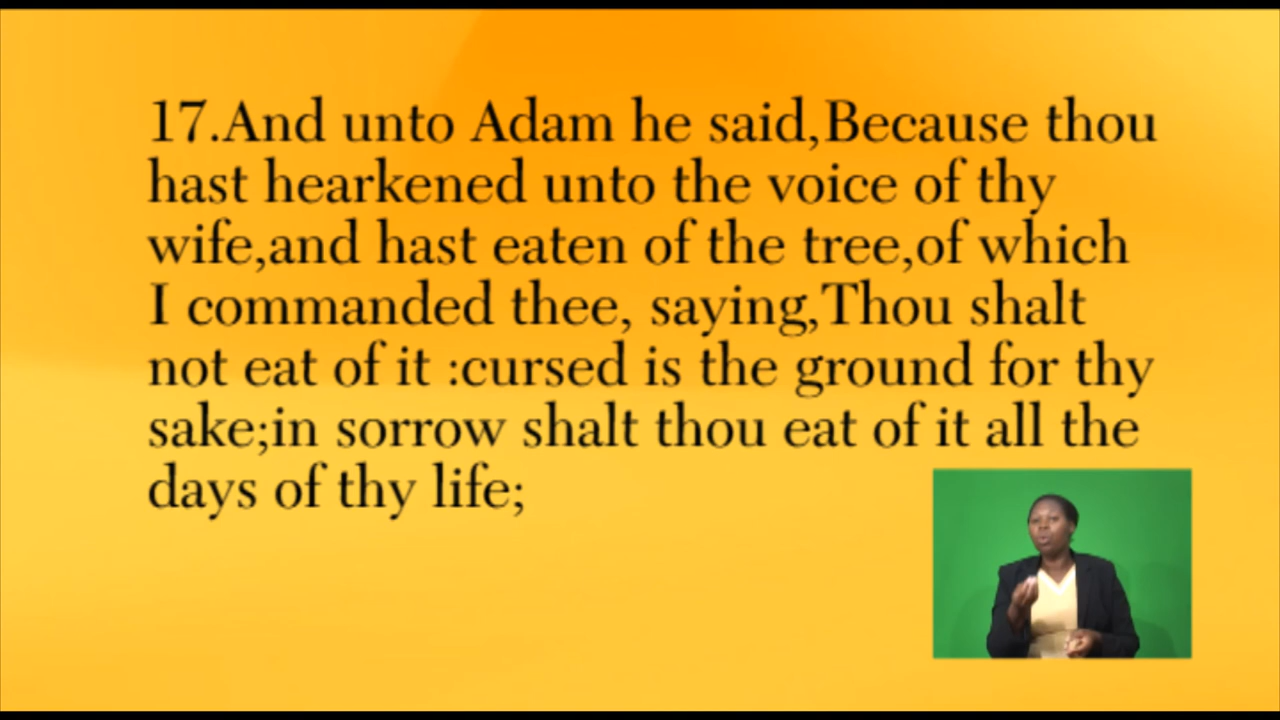 17.And unto Adam he said,Because thou
hast hearkened unto the voice of thy
wife,and hast eaten of the tree,of which
I commanded thee, saying,Thou shalt
not eat of it :cursed is the ground for thy
sake;in sorrow shalt thou eat of it all the
days of thy life;